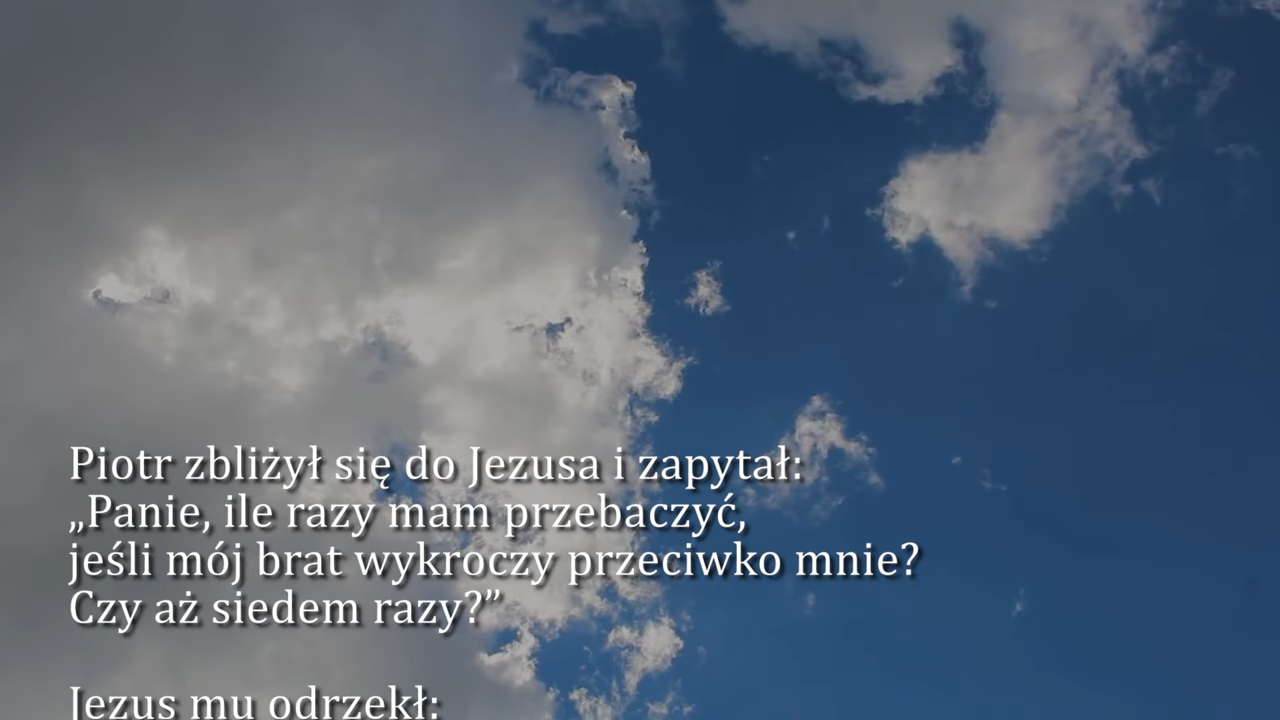 Piotr zbliżył się do Jezusa i zapytał:
„Panie, ile razy mam przebaczyć,
jeśli mój brat wykroczy przeciwko mnie?
Czy aż siedem razy?”
Jezus mu odrzekł: